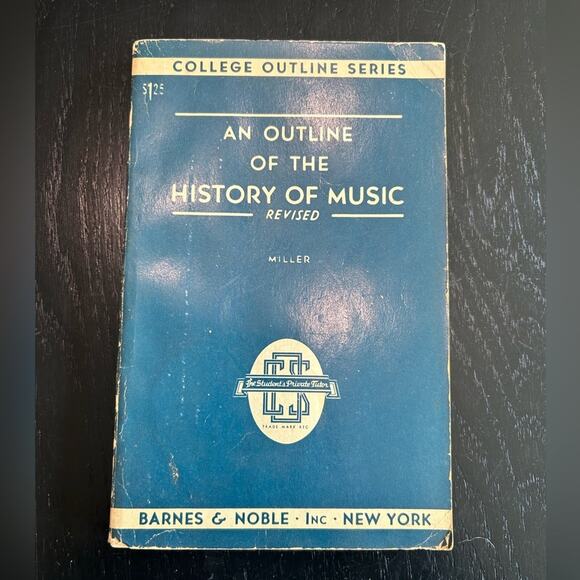 COLLEGE OUTLINE SERIES
$1.25
AN OUTLINE
OF THE
HISTORY OF MUSIC
REVISED
MILLER
COS
The Student's Private Tutor
TRADE MARK REG
BARNES & NOBLE · INC · NEW YORK